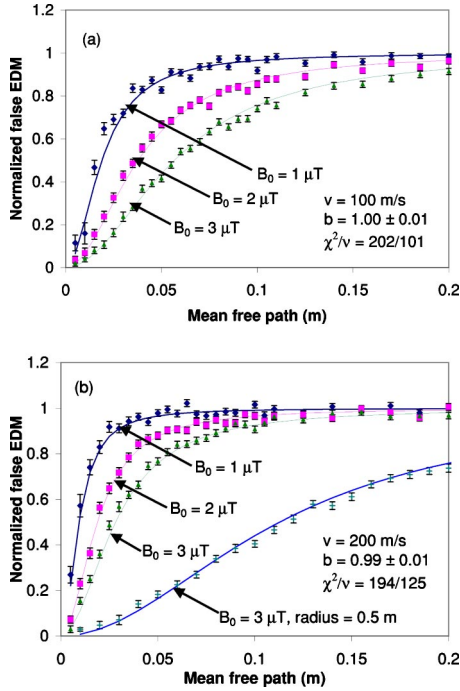 (a)
Normalized false EDM
1.2
1
0.8
0.6
0.4
0.2
0
B₀ = 1 μT
B₀ = 2 μT
B₀ = 3 μT
v = 100 m/s
b = 1.00 ± 0.01
χ²/ν = 202/101
0 0.05 0.1 0.15 0.2
Mean free path (m)
(b)
Normalized false EDM
1.2
1
0.8
0.6
0.4
0.2
0
B₀ = 1 μT
B₀ = 2 μT
B₀ = 3 μT
v = 200 m/s
b = 0.99 ± 0.01
χ²/ν = 194/125
B₀ = 3 μT, radius = 0.5 m
0 0.05 0.1 0.15 0.2
Mean free path (m)